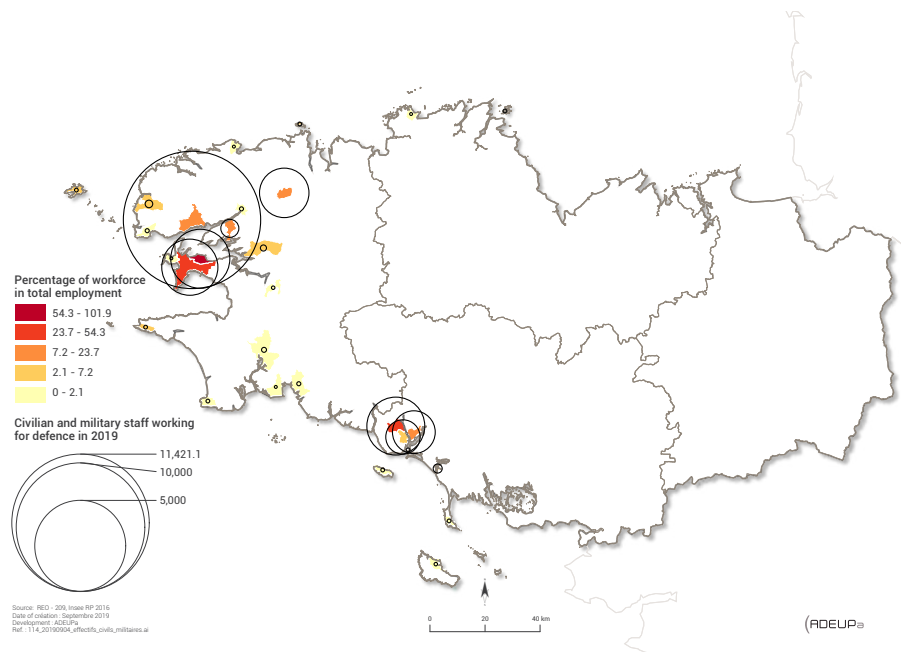 Percentage of workforce
in total employment
54.3 - 101.9
23.7 - 54.3
7.2 - 23.7
2.1 - 7.2
0 - 2.1
Civilian and military staff working
for defence in 2019
11,421.1
10,000
5,000
Source: REO - 209, Insee RP 2016
Date de création : Septembre 2019
Development : ADEUPa
Ref. : 114_20190904_effectifs_civils_militaires.ai
0 20 40 km
ADEUPa